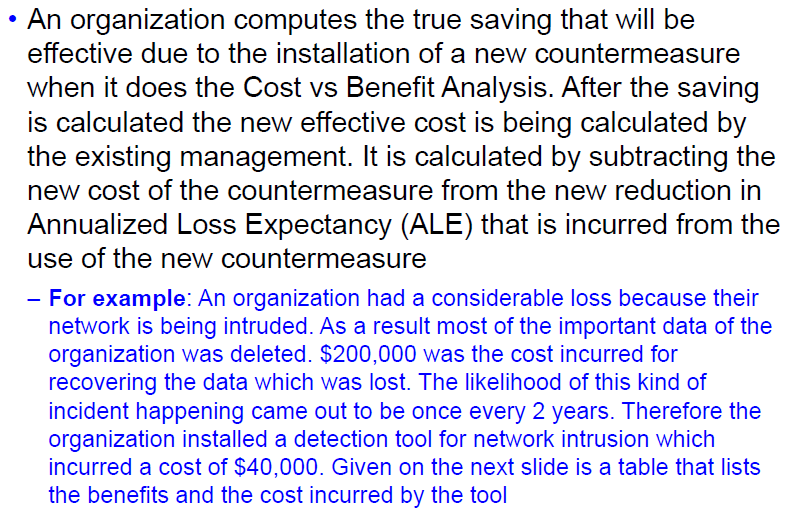 • An organization computes the true saving that will be
effective due to the installation of a new countermeasure
when it does the Cost vs Benefit Analysis. After the saving
is calculated the new effective cost is being calculated by
the existing management. It is calculated by subtracting the
new cost of the countermeasure from the new reduction in
Annualized Loss Expectancy (ALE) that is incurred from the
use of the new countermeasure
– For example: An organization had a considerable loss because their
network is being intruded. As a result most of the important data of the
organization was deleted. $200,000 was the cost incurred for
recovering the data which was lost. The likelihood of this kind of
incident happening came out to be once every 2 years. Therefore the
organization installed a detection tool for network intrusion which
incurred a cost of $40,000. Given on the next slide is a table that lists
the benefits and the cost incurred by the tool